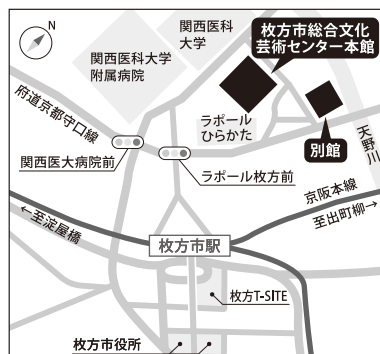 N
関西医科
大学
関西医科大学
附属病院
枚方市総合文化
芸術センター本館
別館
ラポール
ひらかた
天野川
府道京都守口線
関西医大病院前
ラポール枚方前
京阪本線
至出町柳→
←至淀屋橋
枚方市駅
枚方T-SITE
枚方市役所